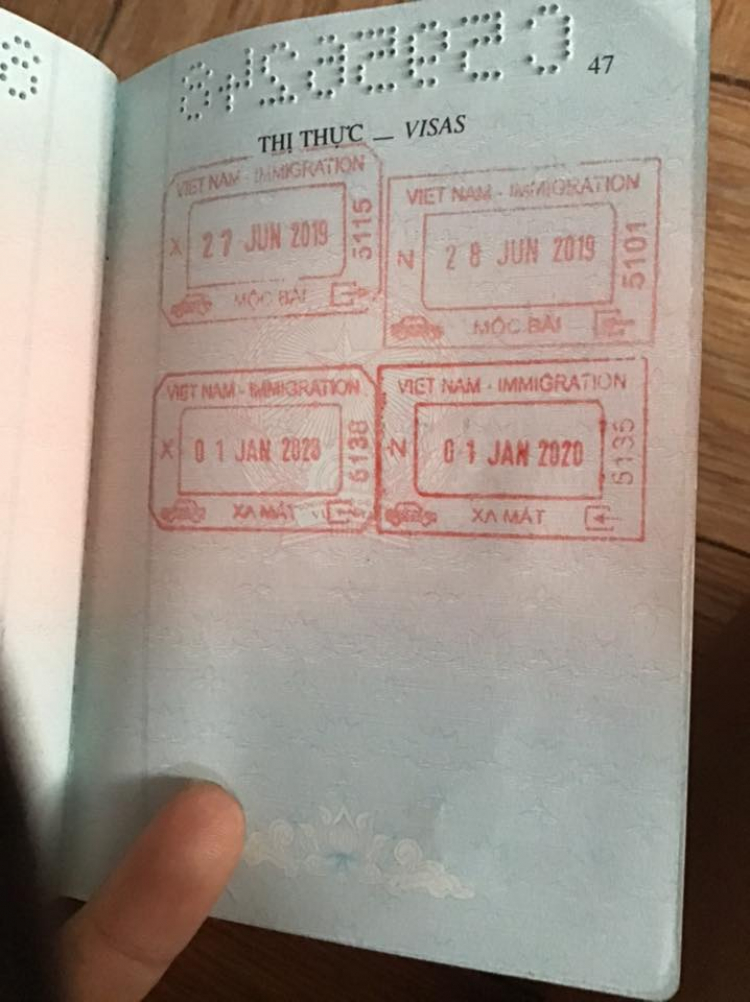 47
THỊ THỰC _ VISAS
VIET NAM - IMMIGRATION
X 27 JUN 2019 5115
MỘC BÀI
VIET NAM - IMMIGRATION
N 28 JUN 2019 5101
MỘC BÀI
VIET NAM - IMMIGRATION
X 01 JAN 2020 6138
XA MÁT
VIET NAM - IMMIGRATION
N 01 JAN 2020 5135
XA MÁT